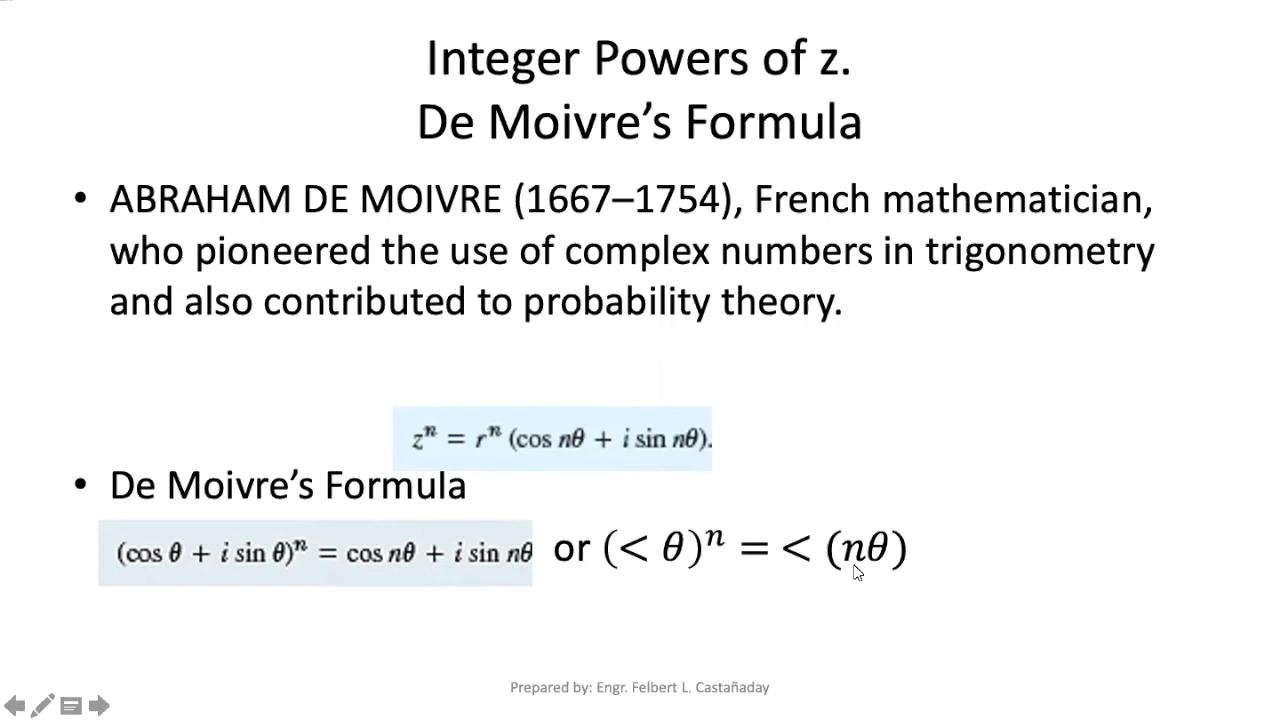 Integer Powers of z.
De Moivre’s Formula
• ABRAHAM DE MOIVRE (1667–1754), French mathematician,
who pioneered the use of complex numbers in trigonometry
and also contributed to probability theory.
zⁿ = rⁿ (cos nθ + i sin nθ).
• De Moivre’s Formula
(cos θ + i sin θ)ⁿ = cos nθ + i sin nθ or (< θ)ⁿ = < (nθ)
Prepared by: Engr. Felbert L. Castañaday